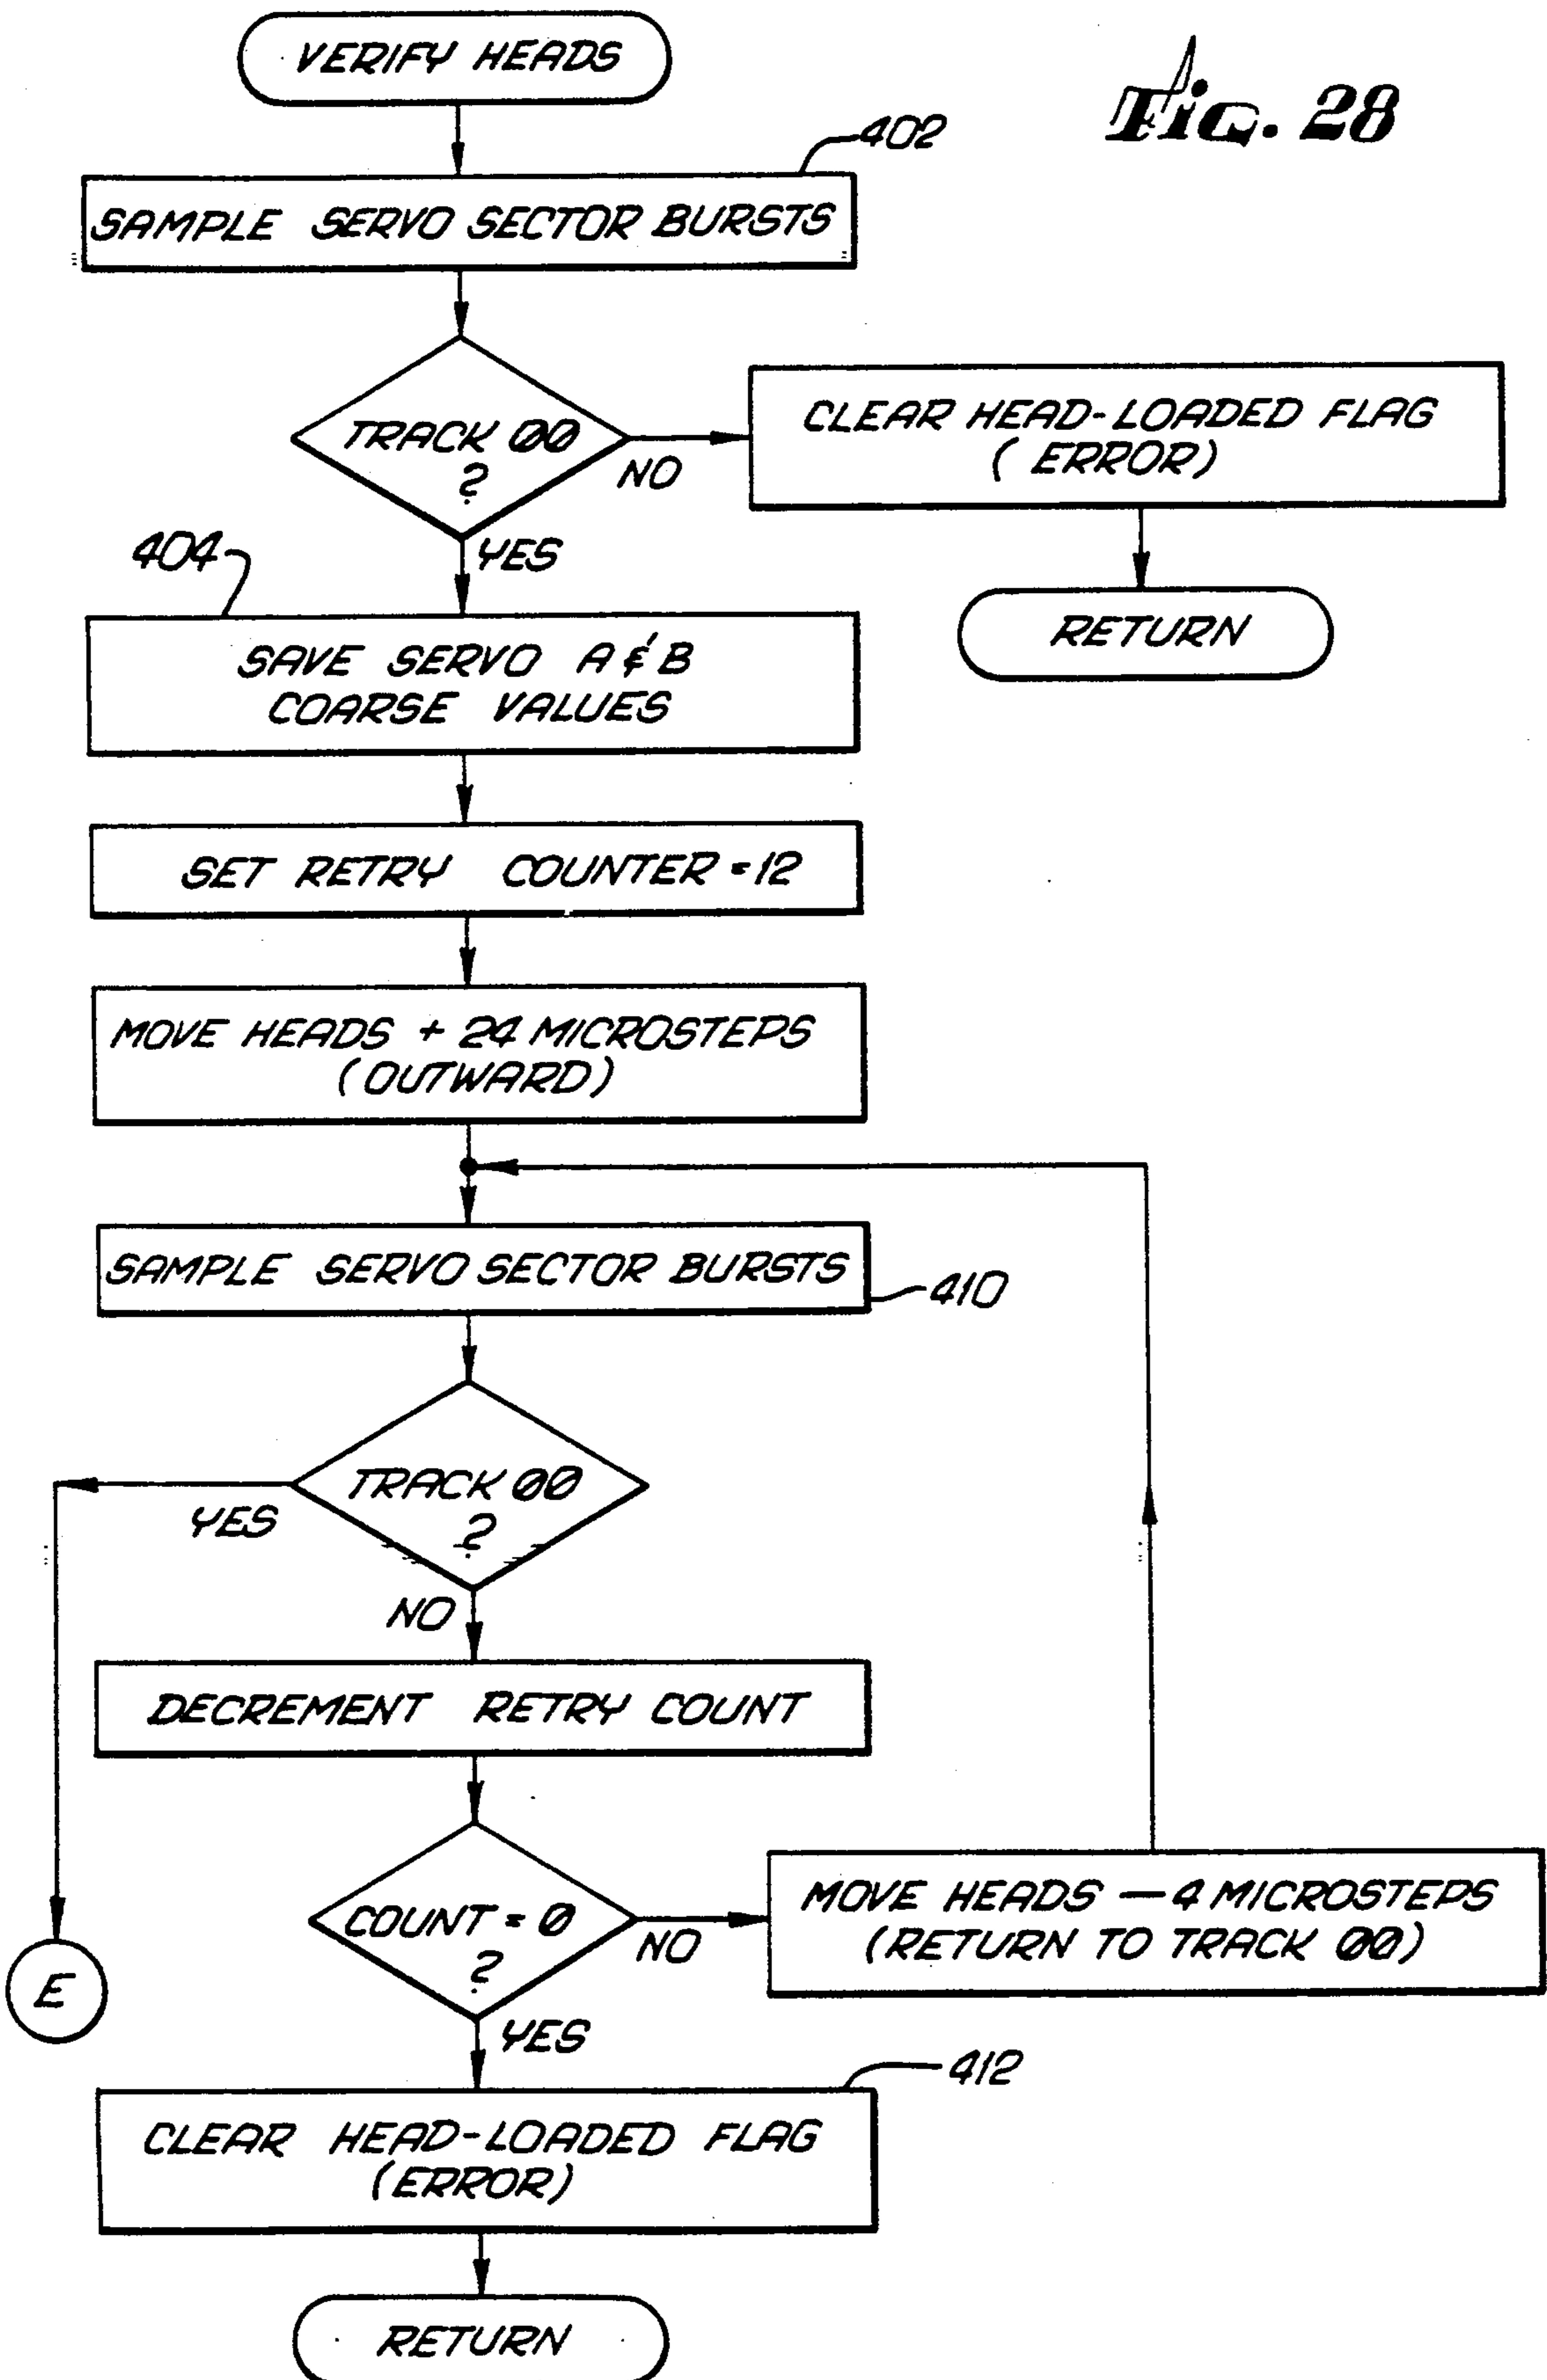 VERIFY HEADS
Fig. 28
402
SAMPLE SERVO SECTOR BURSTS
TRACK 00
?
NO
CLEAR HEAD-LOADED FLAG
(ERROR)
YES
RETURN
404
SAVE SERVO A & B
COARSE VALUES
SET RETRY COUNTER = 12
MOVE HEADS + 24 MICROSTEPS
(OUTWARD)
SAMPLE SERVO SECTOR BURSTS
410
TRACK 00
?
YES
NO
DECREMENT RETRY COUNT
COUNT = 0
?
NO
MOVE HEADS — 4 MICROSTEPS
(RETURN TO TRACK 00)
E
YES
412
CLEAR HEAD-LOADED FLAG
(ERROR)
RETURN